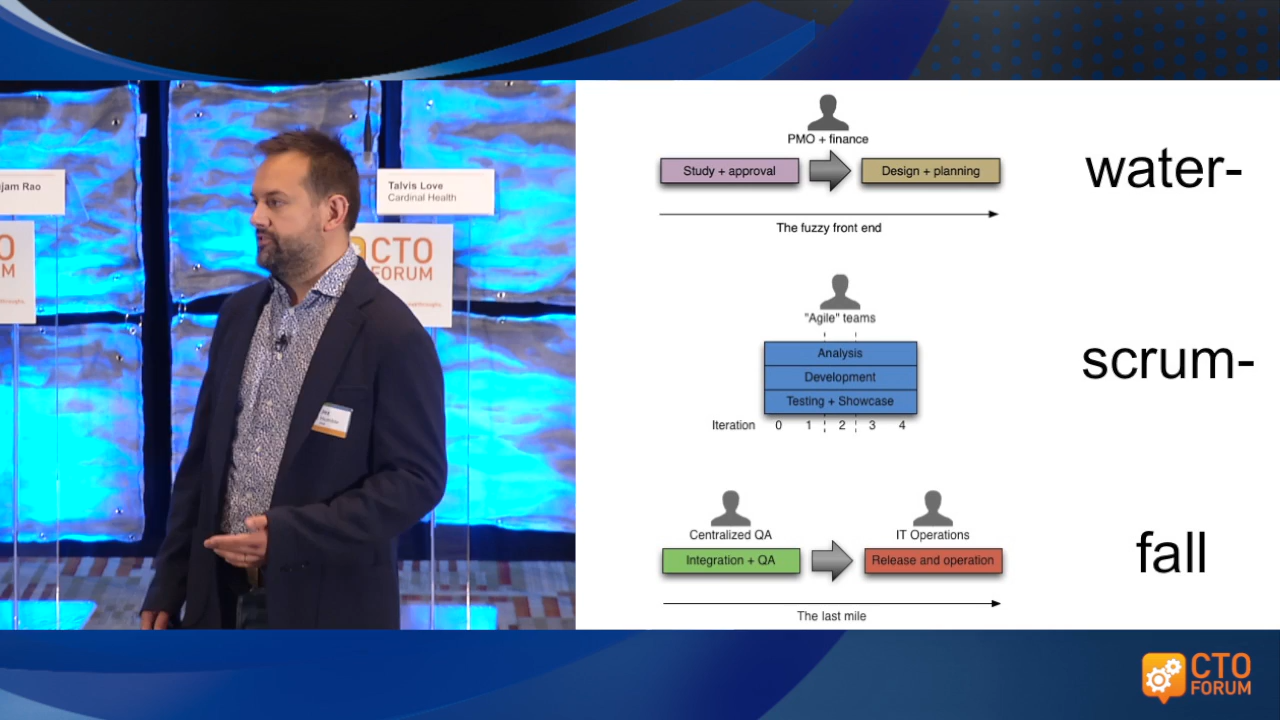 jam Rao
Talvis Love
Cardinal Health
CTO
FORUM
O
M
PMO + finance
Study + approval
Design + planning
The fuzzy front end
water-
"Agile" teams
Analysis
Development
Testing + Showcase
Iteration 0 1 2 3 4
scrum-
Centralized QA
IT Operations
Integration + QA
Release and operation
The last mile
fall
CTO
FORUM